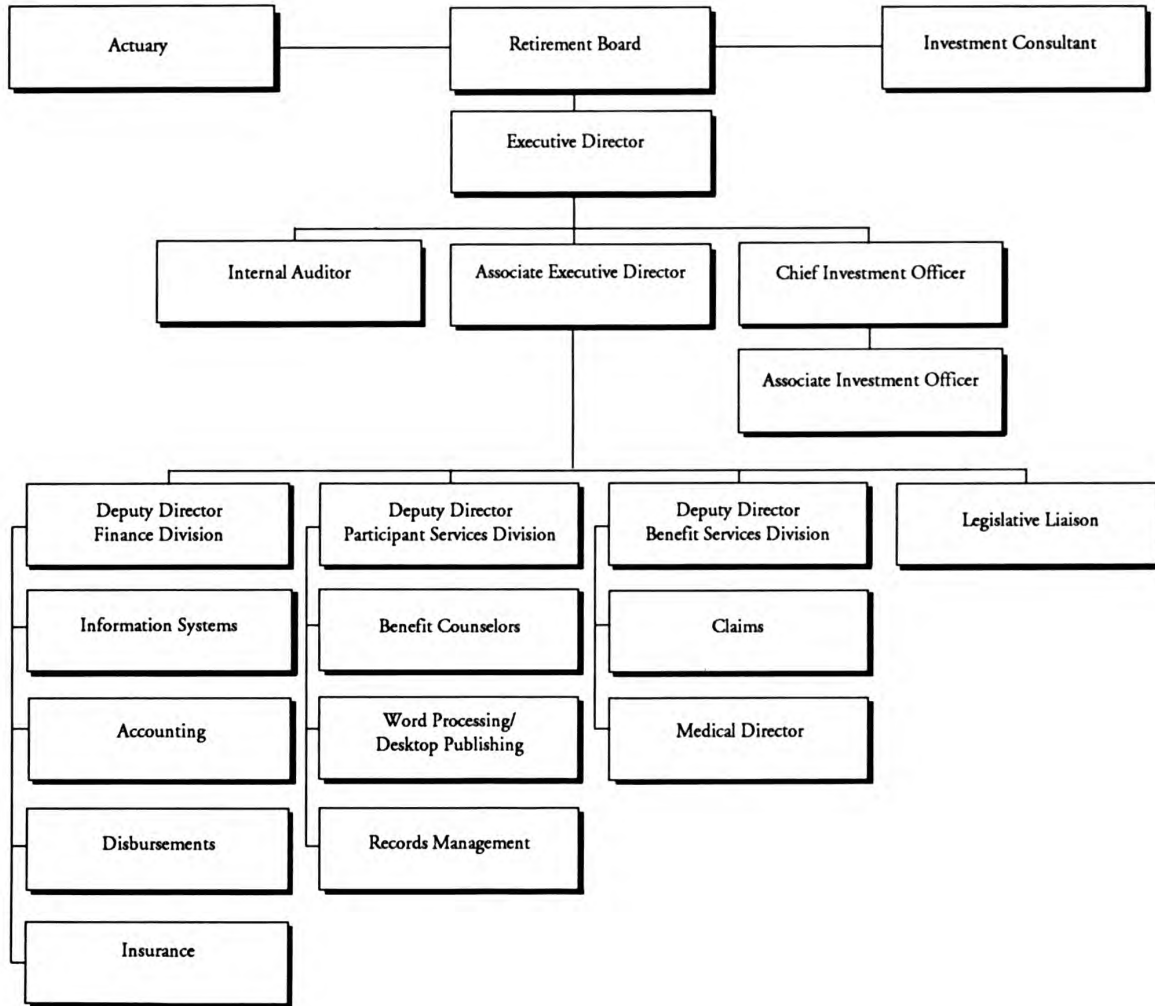 Actuary
Retirement Board
Investment Consultant
Executive Director
Internal Auditor
Associate Executive Director
Chief Investment Officer
Associate Investment Officer
Deputy Director
Finance Division
Deputy Director
Participant Services Division
Deputy Director
Benefit Services Division
Legislative Liaison
Information Systems
Benefit Counselors
Claims
Accounting
Word Processing/
Desktop Publishing
Medical Director
Disbursements
Records Management
Insurance